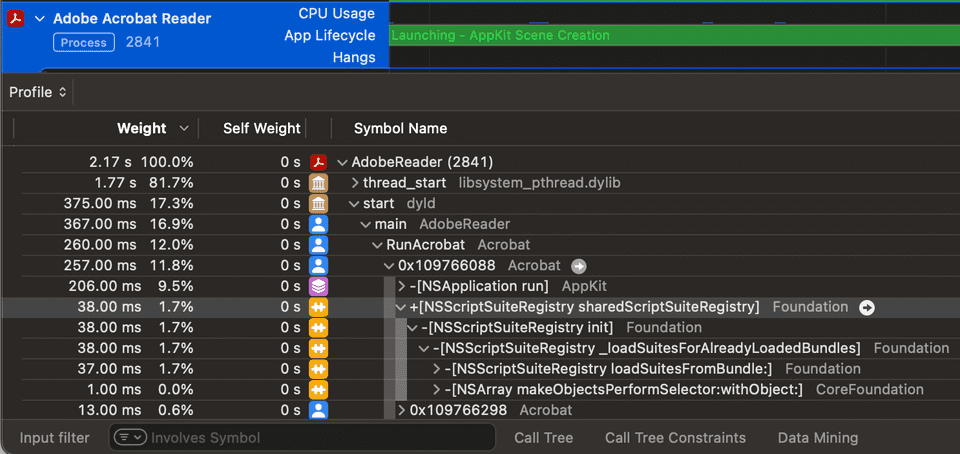 Adobe Acrobat Reader CPU Usage
Process 2841 App Lifecycle Launching - AppKit Scene Creation
Hangs
Profile
Weight Self Weight Symbol Name
2.17 s 100.0% 0 s AdobeReader (2841)
1.77 s 81.7% 0 s thread_start libsystem_pthread.dylib
375.00 ms 17.3% 0 s start dyld
367.00 ms 16.9% 0 s main AdobeReader
260.00 ms 12.0% 0 s RunAcrobat Acrobat
257.00 ms 11.8% 0 s 0x109766088 Acrobat
206.00 ms 9.5% 0 s -[NSApplication run] AppKit
38.00 ms 1.7% 0 s +[NSScriptSuiteRegistry sharedScriptSuiteRegistry] Foundation
38.00 ms 1.7% 0 s -[NSScriptSuiteRegistry init] Foundation
38.00 ms 1.7% 0 s -[NSScriptSuiteRegistry _loadSuitesForAlreadyLoadedBundles] Foundation
37.00 ms 1.7% 0 s -[NSScriptSuiteRegistry loadSuitesFromBundle:] Foundation
1.00 ms 0.0% 0 s -[NSArray makeObjectsPerformSelector:withObject:] CoreFoundation
13.00 ms 0.6% 0 s 0x109766298 Acrobat
Input filter Involves Symbol Call Tree Call Tree Constraints Data Mining